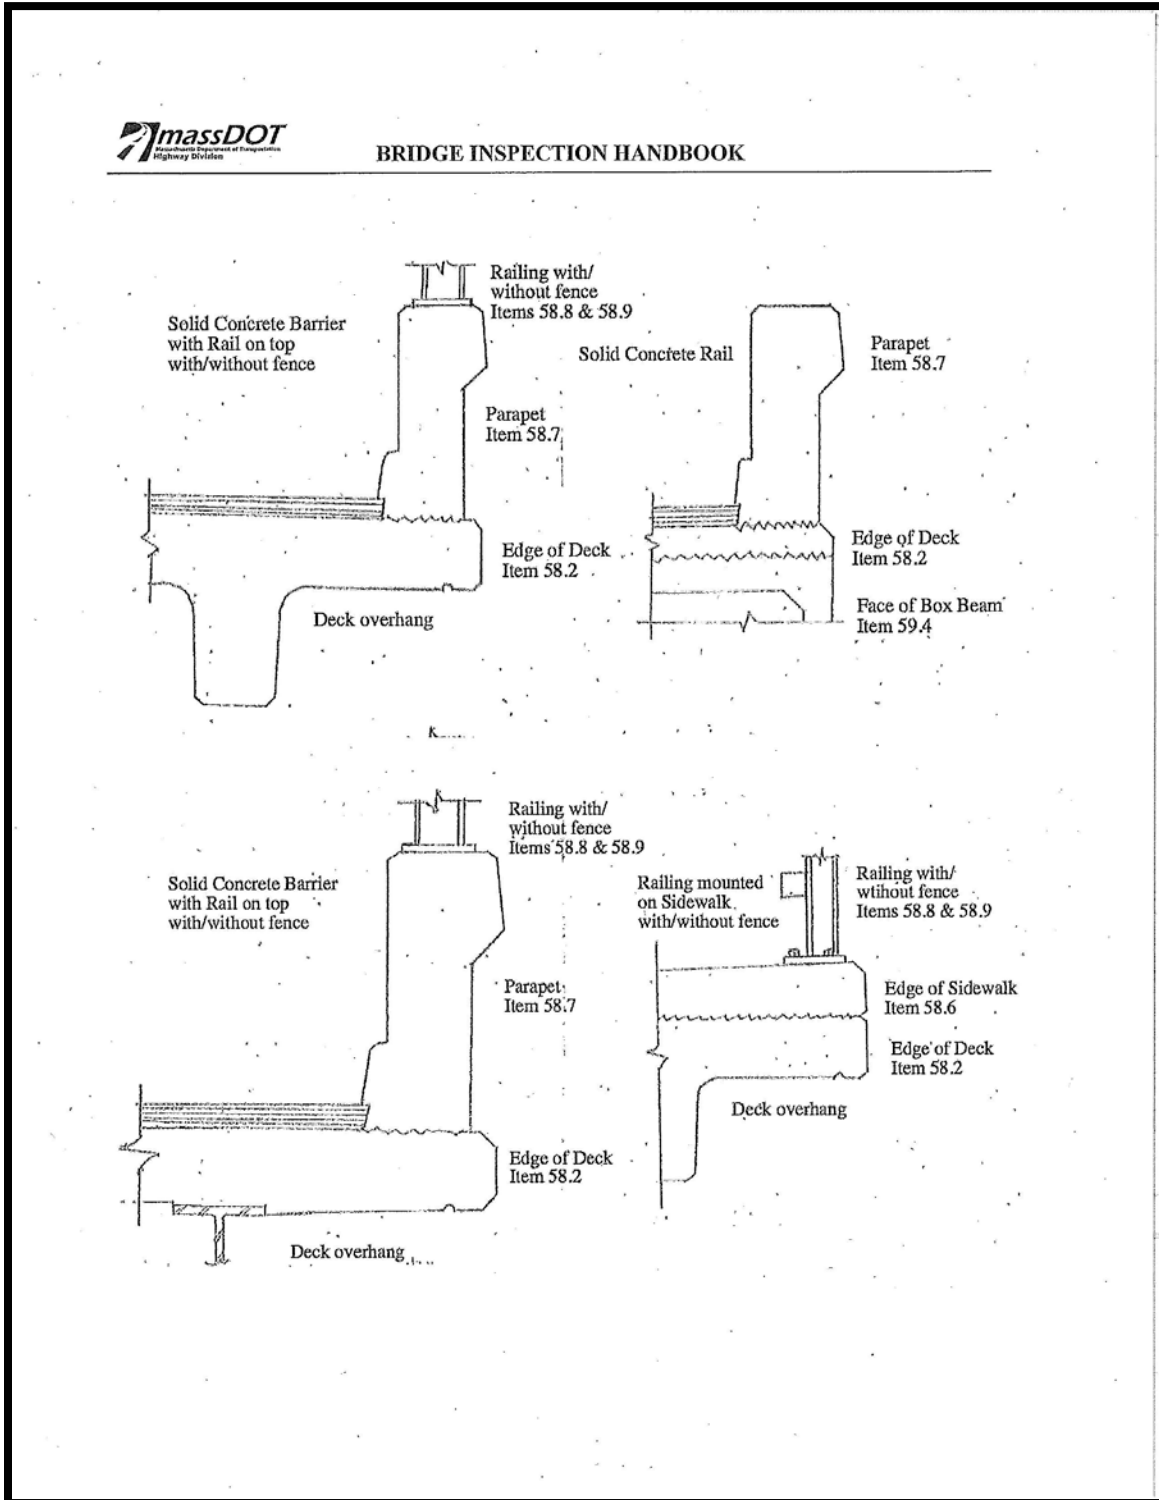 massDOT
Massachusetts Department of Transportation
Highway Division
BRIDGE INSPECTION HANDBOOK
Solid Concrete Barrier
with Rail on top
with/without fence
Railing with/
without fence
Items 58.8 & 58.9
Parapet
Item 58.7
Edge of Deck
Item 58.2
Deck overhang
Solid Concrete Rail
Parapet
Item 58.7
Edge of Deck
Item 58.2
Face of Box Beam
Item 59.4
Solid Concrete Barrier
with Rail on top
with/without fence
Railing with/
without fence
Items 58.8 & 58.9
Parapet
Item 58.7
Edge of Deck
Item 58.2
Deck overhang
Railing mounted
on Sidewalk
with/without fence
Railing with/
wtihout fence
Items 58.8 & 58.9
Edge of Sidewalk
Item 58.6
Edge of Deck
Item 58.2
Deck overhang